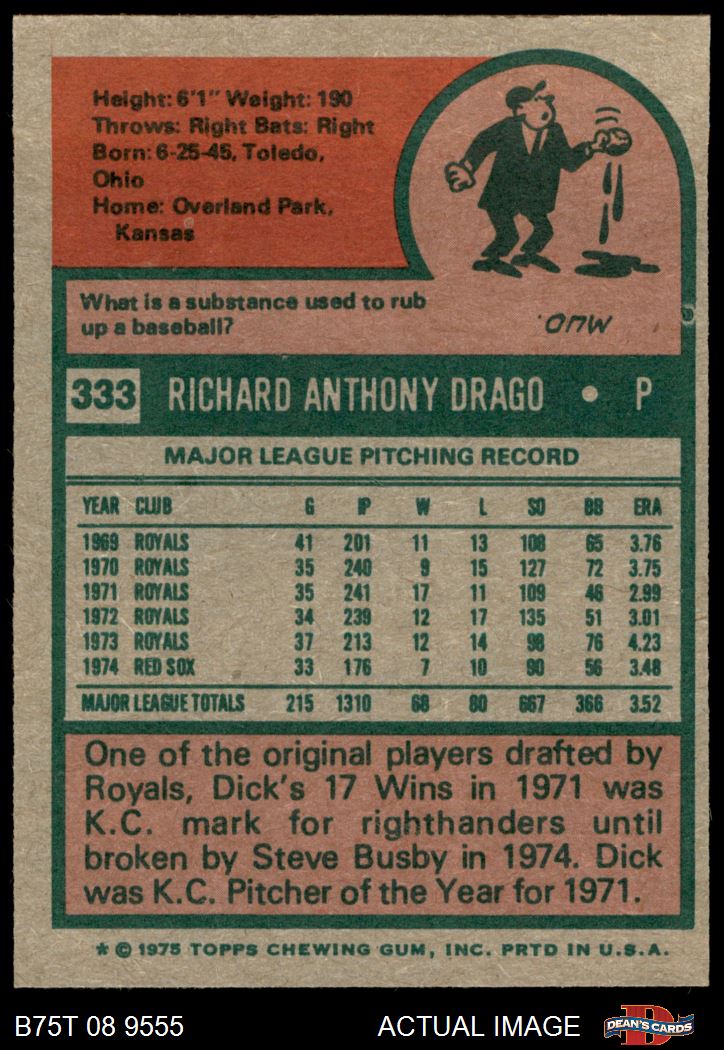 Height: 6'1" Weight: 190
Throws: Right Bats: Right
Born: 6-25-45, Toledo,
Ohio
Home: Overland Park,
Kansas
What is a substance used to rub
up a baseball?
MUD.
333 RICHARD ANTHONY DRAGO • P
MAJOR LEAGUE PITCHING RECORD
YEAR CLUB G IP W L SO BB ERA
1969 ROYALS 41 201 11 13 108 65 3.76
1970 ROYALS 35 240 9 15 127 72 3.75
1971 ROYALS 35 241 17 11 109 46 2.99
1972 ROYALS 34 239 12 17 135 51 3.01
1973 ROYALS 37 213 12 14 98 76 4.23
1974 RED SOX 33 176 7 10 90 56 3.48
MAJOR LEAGUE TOTALS 215 1310 68 80 667 366 3.52
One of the original players drafted by
Royals, Dick's 17 Wins in 1971 was
K.C. mark for righthanders until
broken by Steve Busby in 1974. Dick
was K.C. Pitcher of the Year for 1971.
* © 1975 TOPPS CHEWING GUM, INC. PRTD IN U.S.A.
B75T 08 9555 ACTUAL IMAGE DEAN'S CARDS